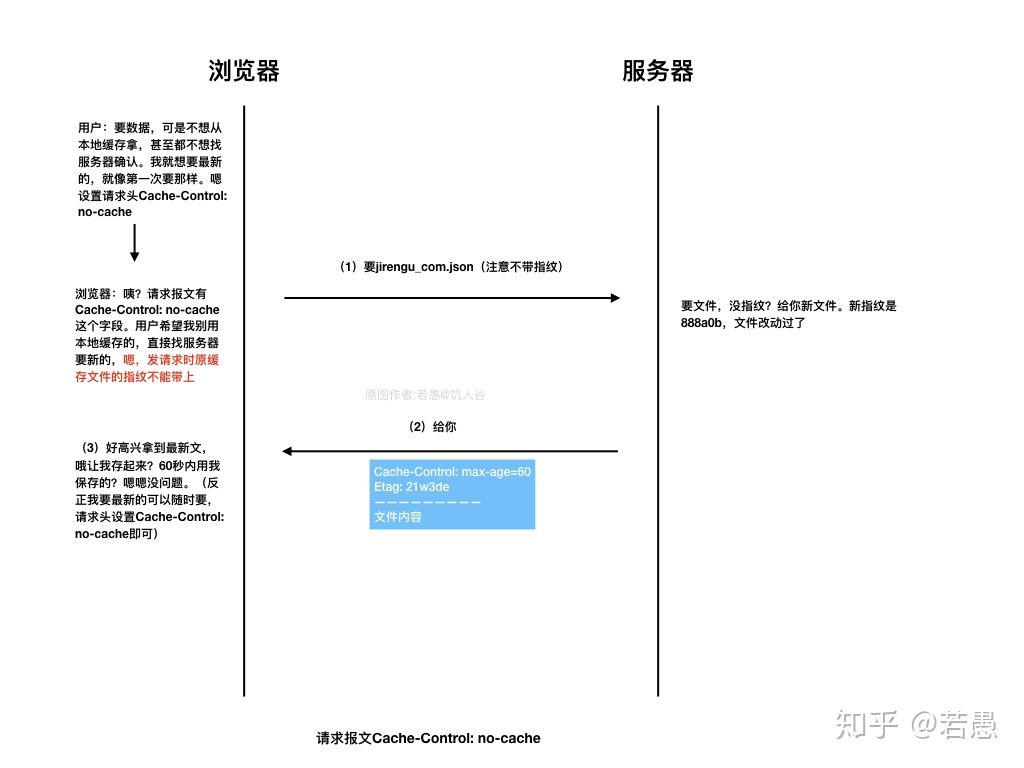 浏览器
服务器
用户：要数据，可是不想从
本地缓存拿，甚至都不想找
服务器确认。我就想要最新
的，就像第一次要那样。嗯
设置请求头Cache-Control:
no-cache
（1）要jirengu_com.json（注意不带指纹）
浏览器：咦？请求报文有
Cache-Control: no-cache
这个字段。用户希望我别用
本地缓存的，直接找服务器
要新的，嗯，发请求时原缓
存文件的指纹不能带上
要文件，没指纹？给你新文件。新指纹是
888a0b，文件改动过了
原图作者:若愚@饥人谷
（2）给你
Cache-Control: max-age=60
Etag: 21w3de
—————————
文件内容
（3）好高兴拿到最新文，
哦让我存起来？60秒内用我
保存的？嗯嗯没问题。（反
正我要最新的可以随时要，
请求头设置Cache-Control:
no-cache即可）
请求报文Cache-Control: no-cache
知乎 @若愚